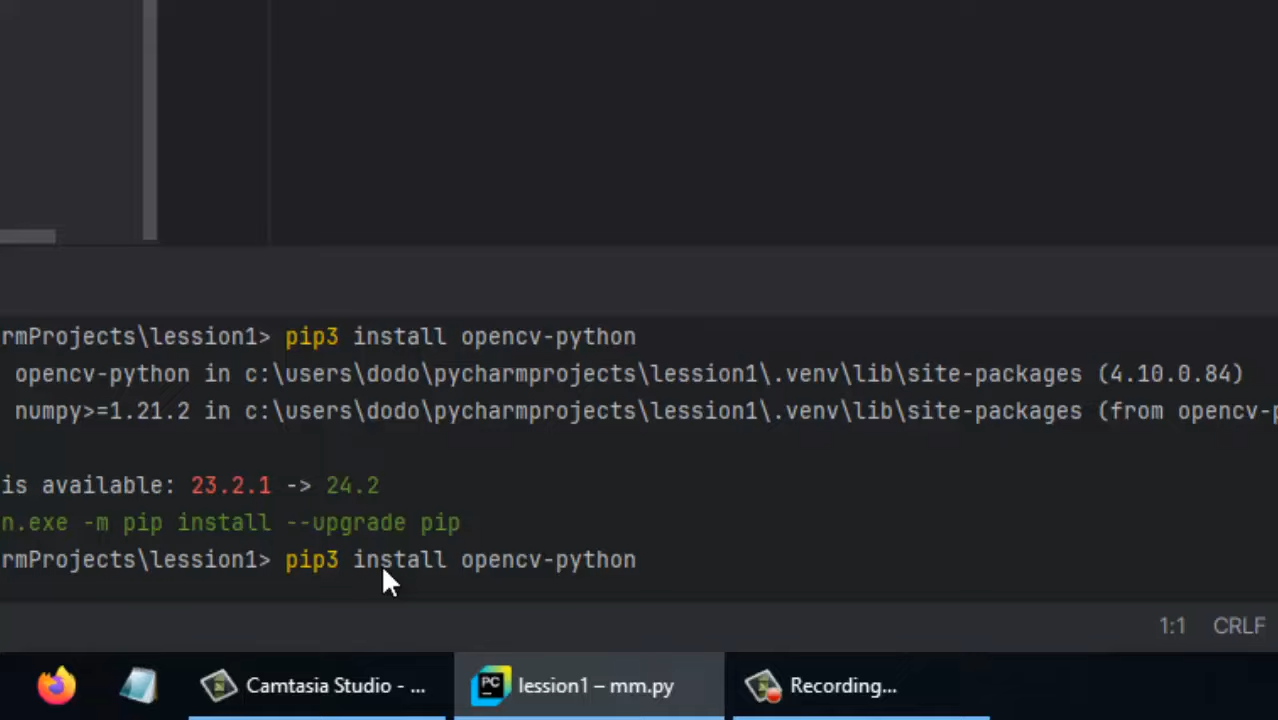 rmProjects\lession1> pip3 install opencv-python
opencv-python in c:\users\dodo\pycharmprojects\lession1\.venv\lib\site-packages (4.10.0.84)
numpy>=1.21.2 in c:\users\dodo\pycharmprojects\lession1\.venv\lib\site-packages (from opencv-p
is available: 23.2.1 -> 24.2
n.exe -m pip install --upgrade pip
rmProjects\lession1> pip3 install opencv-python
1:1 CRLF
Camtasia Studio - ... PC lession1 – mm.py Recording...